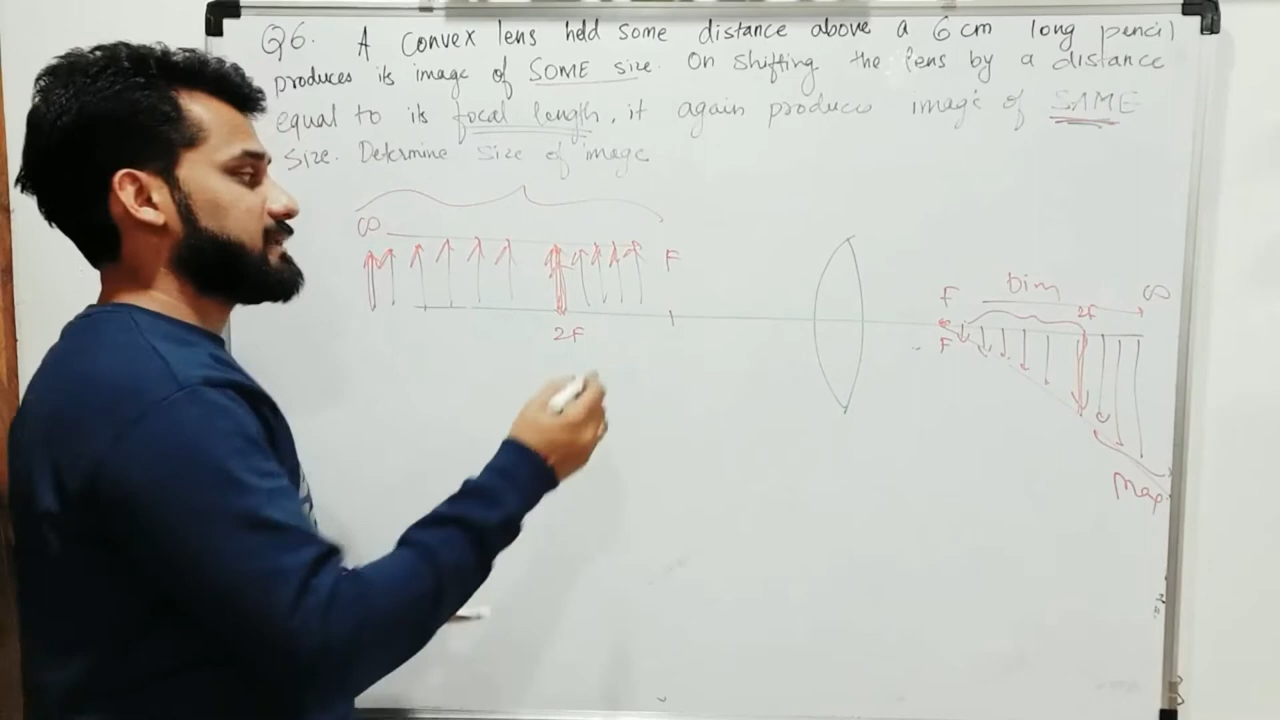 Q6. A Convex lens held some distance above a 6 cm long pencil
produces its image of SOME size. On shifting the lens by a distance
equal to its focal length, it again produces image of SAME
size. Determine size of image
∞
F
2F
F
Dim
∞
2F
F
Mag